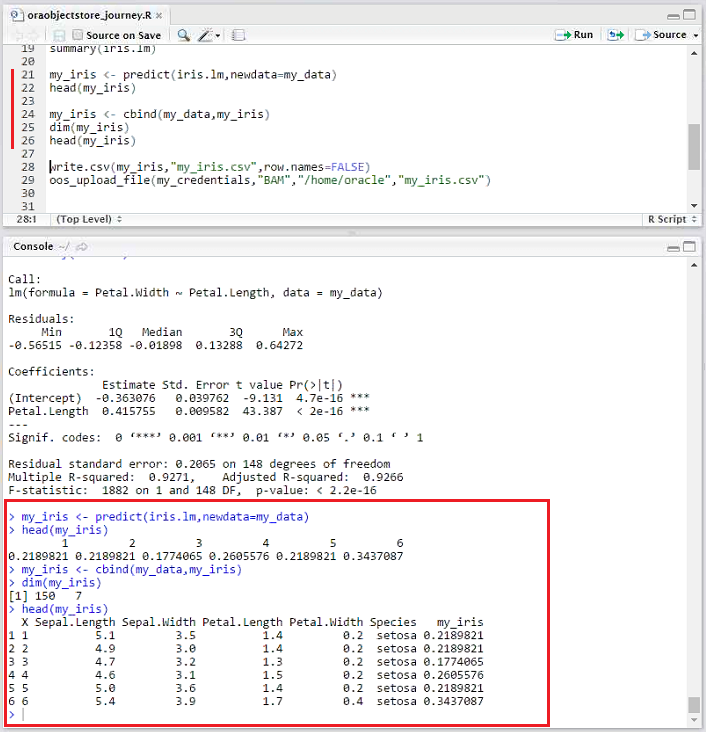 oraobjectstore_journey.R ×
Source on Save
Run
Source
19 summary(iris.lm)
20
21 my_iris <- predict(iris.lm,newdata=my_data)
22 head(my_iris)
23
24 my_iris <- cbind(my_data,my_iris)
25 dim(my_iris)
26 head(my_iris)
27
28 write.csv(my_iris,"my_iris.csv",row.names=FALSE)
29 oos_upload_file(my_credentials,"BAM","/home/oracle","my_iris.csv")
30
31
28:1 (Top Level) R Script
Console ~/
Call:
lm(formula = Petal.Width ~ Petal.Length, data = my_data)
Residuals:
Min 1Q Median 3Q Max
-0.56515 -0.12358 -0.01898 0.13288 0.64272
Coefficients:
Estimate Std. Error t value Pr(>|t|)
(Intercept) -0.363076 0.039762 -9.131 4.7e-16 ***
Petal.Length 0.415755 0.009582 43.387 < 2e-16 ***
---
Signif. codes: 0 ‘***’ 0.001 ‘**’ 0.01 ‘*’ 0.05 ‘.’ 0.1 ‘ ’ 1
Residual standard error: 0.2065 on 148 degrees of freedom
Multiple R-squared: 0.9271, Adjusted R-squared: 0.9266
F-statistic: 1882 on 1 and 148 DF, p-value: < 2.2e-16
> my_iris <- predict(iris.lm,newdata=my_data)
> head(my_iris)
1 2 3 4 5 6
0.2189821 0.2189821 0.1774065 0.2605576 0.2189821 0.3437087
> my_iris <- cbind(my_data,my_iris)
> dim(my_iris)
[1] 150 7
> head(my_iris)
X Sepal.Length Sepal.Width Petal.Length Petal.Width Species my_iris
1 1 5.1 3.5 1.4 0.2 setosa 0.2189821
2 2 4.9 3.0 1.4 0.2 setosa 0.2189821
3 3 4.7 3.2 1.3 0.2 setosa 0.1774065
4 4 4.6 3.1 1.5 0.2 setosa 0.2605576
5 5 5.0 3.6 1.4 0.2 setosa 0.2189821
6 6 5.4 3.9 1.7 0.4 setosa 0.3437087
>